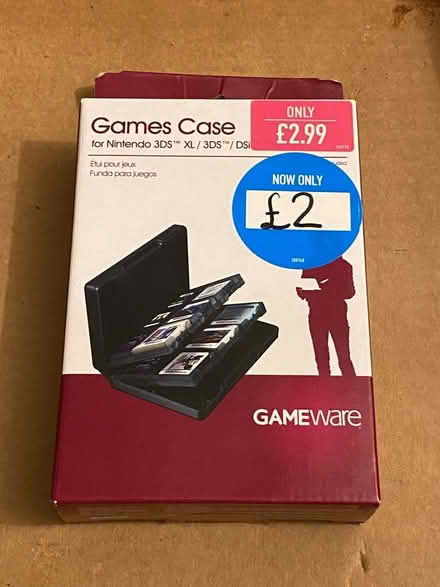 Games Case
for Nintendo 3DS™ XL / 3DS™ / DSi
Étui pour jeux
Funda para juegos
ONLY
£2.99
NOW ONLY
£2
GAMEware